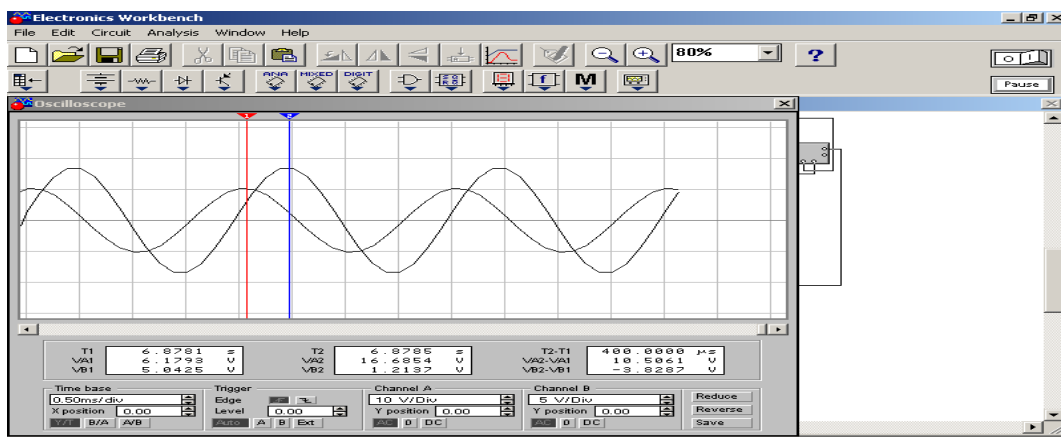 Electronics Workbench
File Edit Circuit Analysis Window Help
80% ?
ANA MIXED DIGIT
M
Pause
Oscilloscope
1 2
T1 6.8781 s T2 6.8785 s T2-T1 400.0000 µs
VA1 6.1793 V VA2 16.6854 V VA2-VA1 10.5061 V
VB1 5.0425 V VB2 1.2137 V VB2-VB1 -3.8287 V
Time base Trigger Channel A Channel B
0.50ms/div Edge 10 V/Div 5 V/Div Reduce
X position 0.00 Level 0.00 Y position 0.00 Y position 0.00 Reverse
Y/T B/A A/B Auto A B Ext AC 0 DC AC 0 DC Save